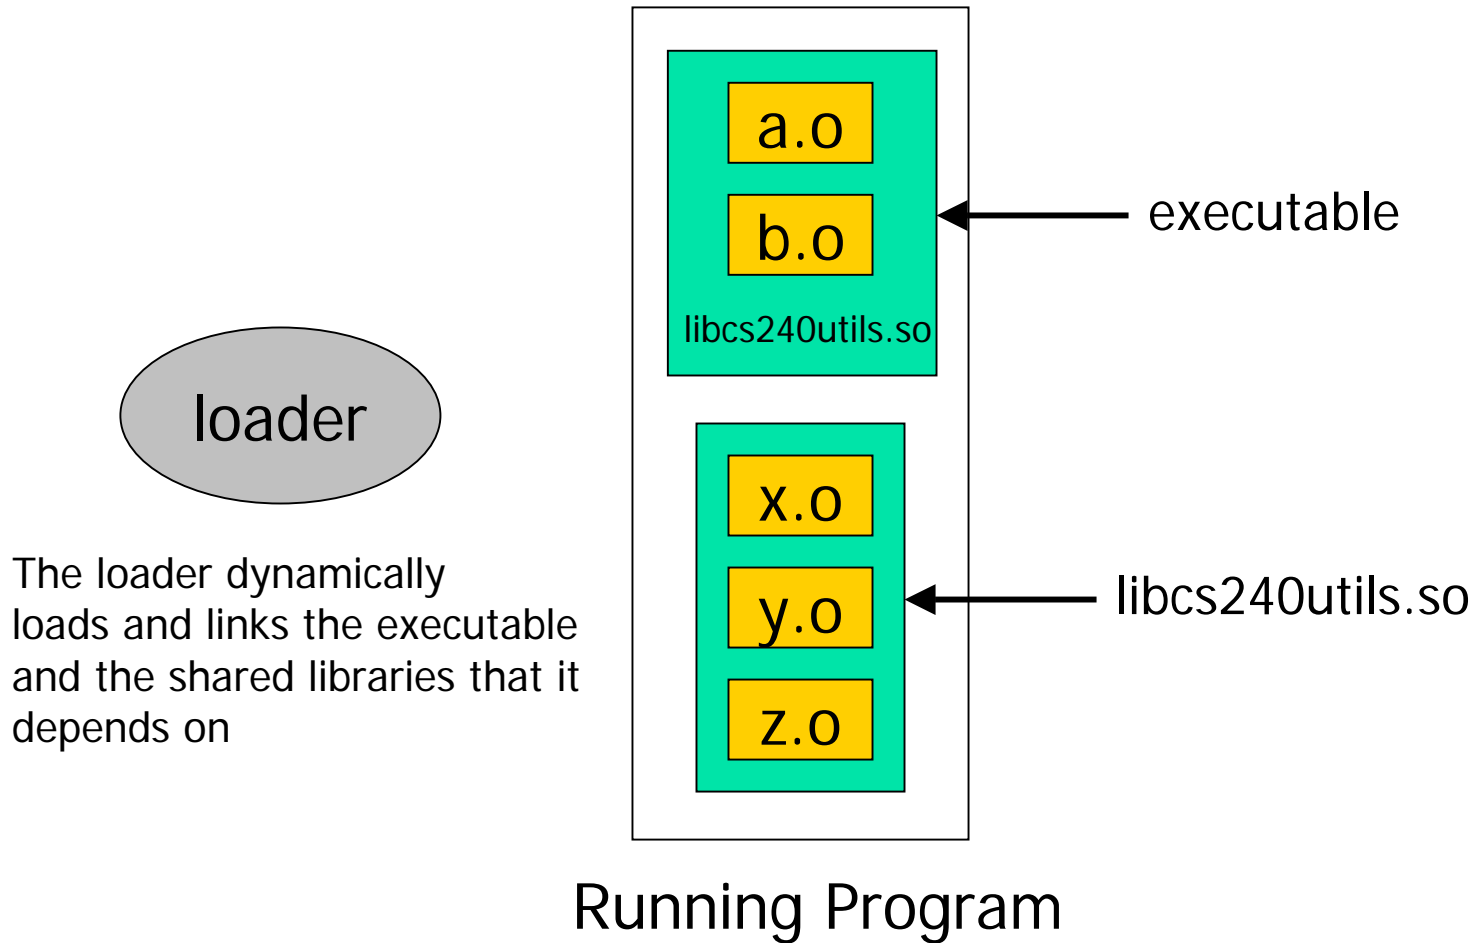 a.o
b.o
libcs240utils.so
executable
loader
The loader dynamically
loads and links the executable
and the shared libraries that it
depends on
x.o
y.o
z.o
libcs240utils.so
Running Program